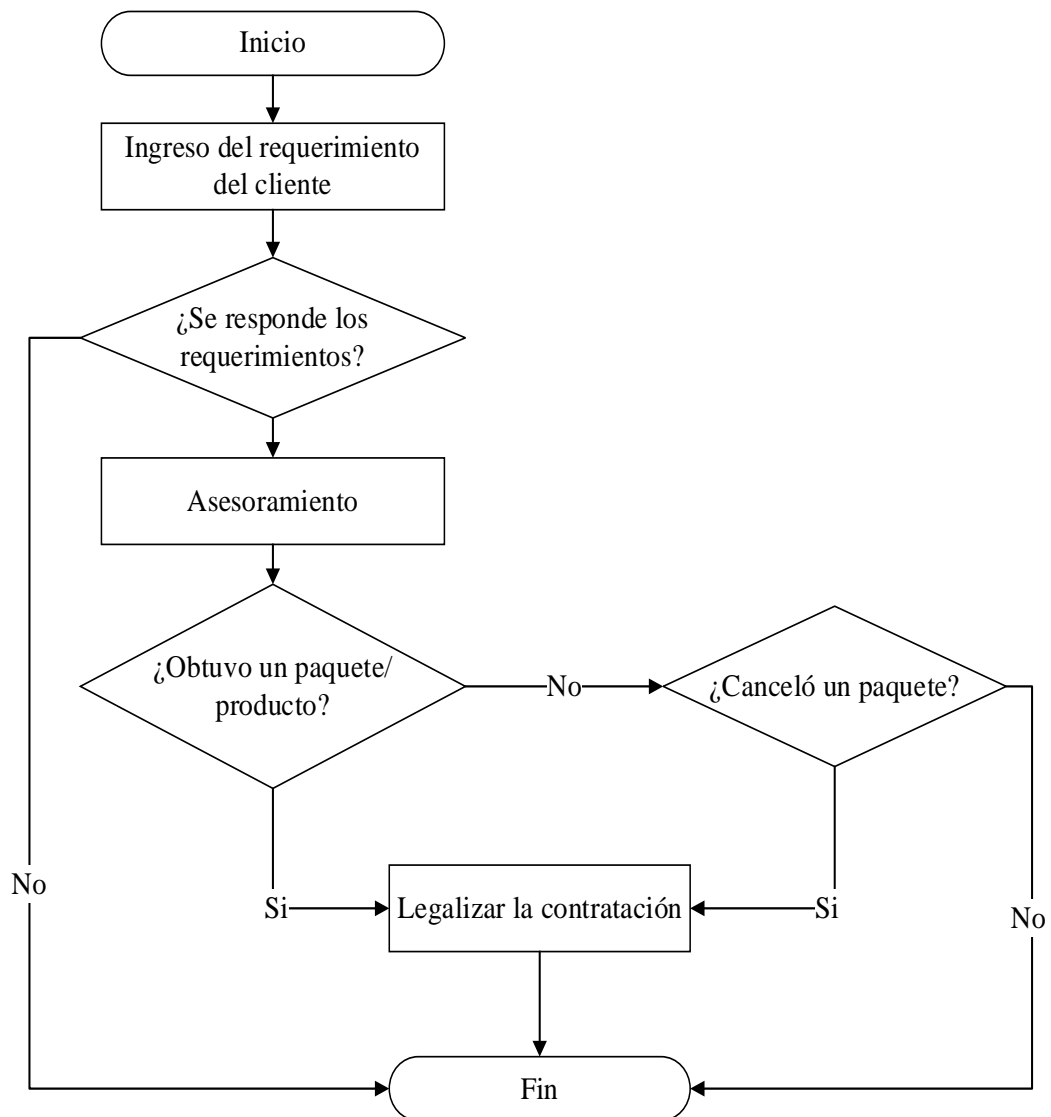 Inicio
Ingreso del requerimiento
del cliente
¿Se responde los
requerimientos?
Asesoramiento
¿Obtuvo un paquete/
producto?
No
¿Canceló un paquete?
No
Si
Legalizar la contratación
Si
No
Fin